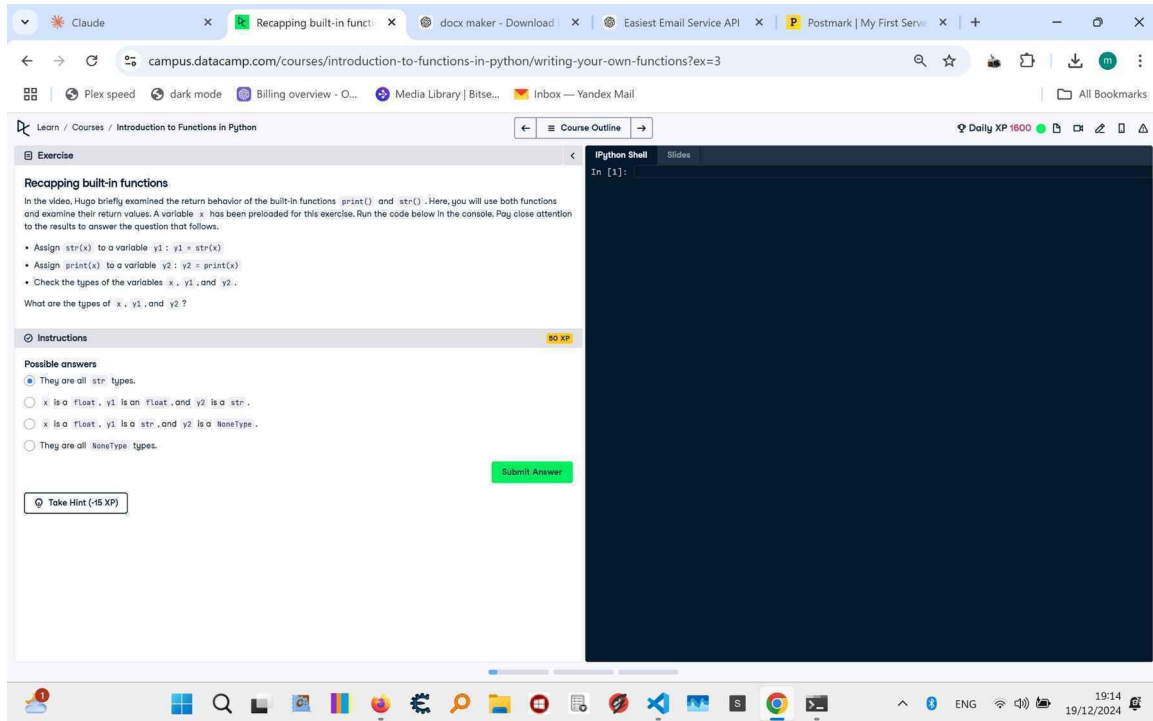 Claude
Recapping built-in functi
docx maker - Download
Easiest Email Service API
Postmark | My First Serve
campus.datacamp.com/courses/introduction-to-functions-in-python/writing-your-own-functions?ex=3
m
Plex speed
dark mode
Billing overview - O...
Media Library | Bitse...
Inbox — Yandex Mail
All Bookmarks
Learn / Courses / Introduction to Functions in Python
Course Outline
Daily XP 1600
Exercise
Recapping built-in functions
In the video, Hugo briefly examined the return behavior of the built-in functions print() and str(). Here, you will use both functions
and examine their return values. A variable x has been preloaded for this exercise. Run the code below in the console. Pay close attention
to the results to answer the question that follows.
• Assign str(x) to a variable y1 : y1 = str(x)
• Assign print(x) to a variable y2 : y2 = print(x)
• Check the types of the variables x , y1 , and y2 .
What are the types of x , y1 , and y2 ?
Instructions
50 XP
Possible answers
They are all str types.
x is a float , y1 is an float , and y2 is a str .
x is a float , y1 is a str , and y2 is a NoneType .
They are all NoneType types.
Submit Answer
Take Hint (-15 XP)
IPython Shell
Slides
In [1]:
1
S
ENG
19:14
19/12/2024